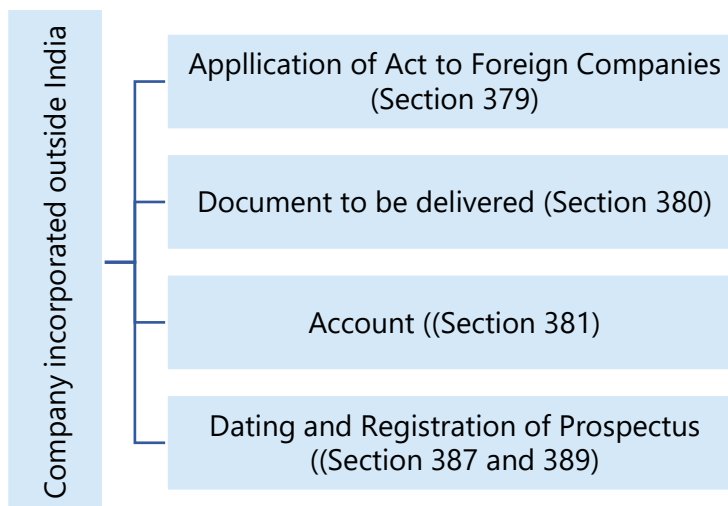 Company incorporated outside India
Appllication of Act to Foreign Companies
(Section 379)
Document to be delivered (Section 380)
Account ((Section 381)
Dating and Registration of Prospectus
((Section 387 and 389)